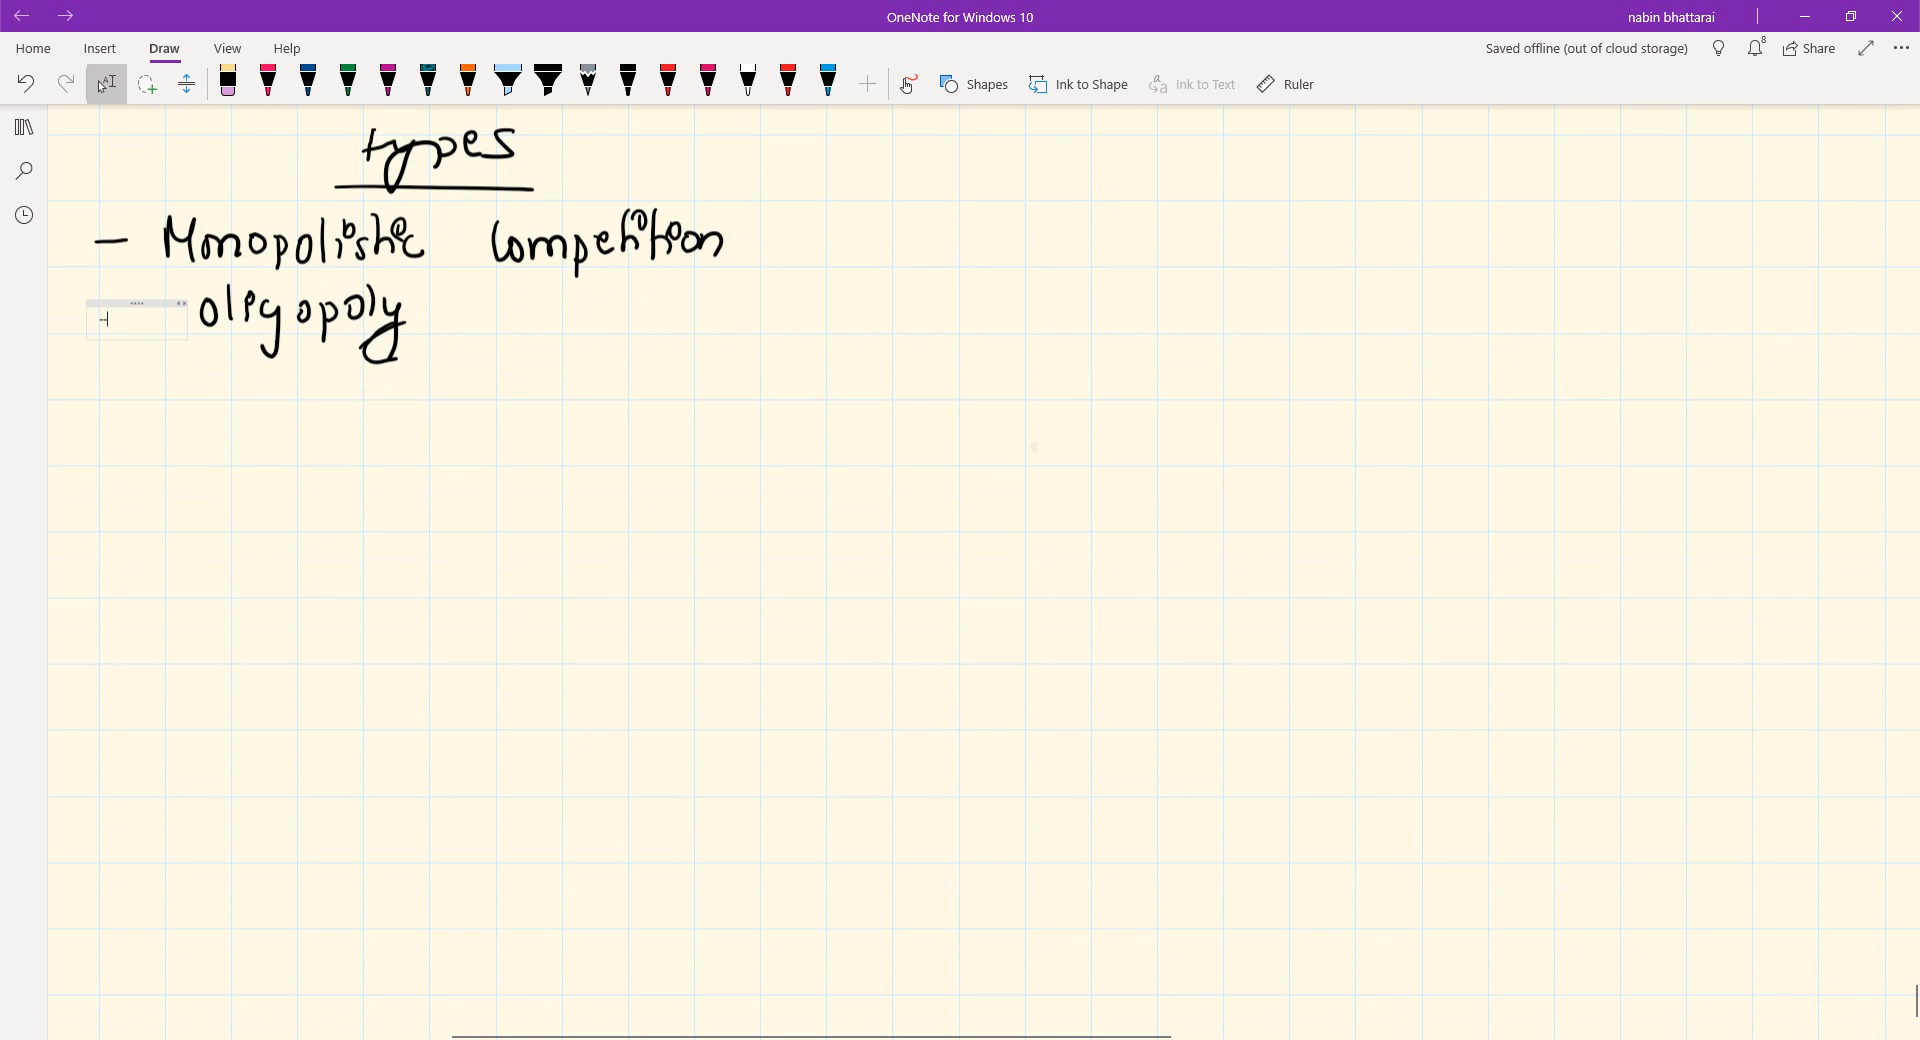 OneNote for Windows 10
nabin bhattarai
Home Insert Draw View Help
Saved offline (out of cloud storage)
8
Share
Shapes
Ink to Shape
Ink to Text
Ruler
types
- Monopolistic Competition
- oligopoly